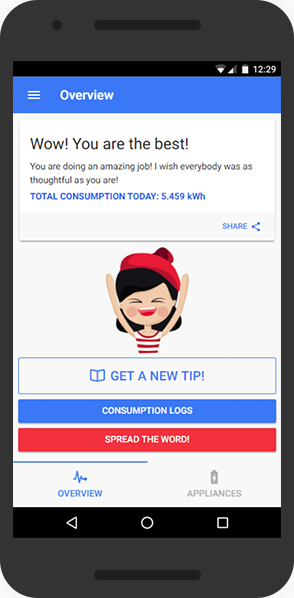 12:29
Overview
Wow! You are the best!
You are doing an amazing job! I wish everybody was as
thoughtful as you are!
TOTAL CONSUMPTION TODAY: 5.459 kWh
SHARE
GET A NEW TIP!
CONSUMPTION LOGS
SPREAD THE WORD!
OVERVIEW
APPLIANCES